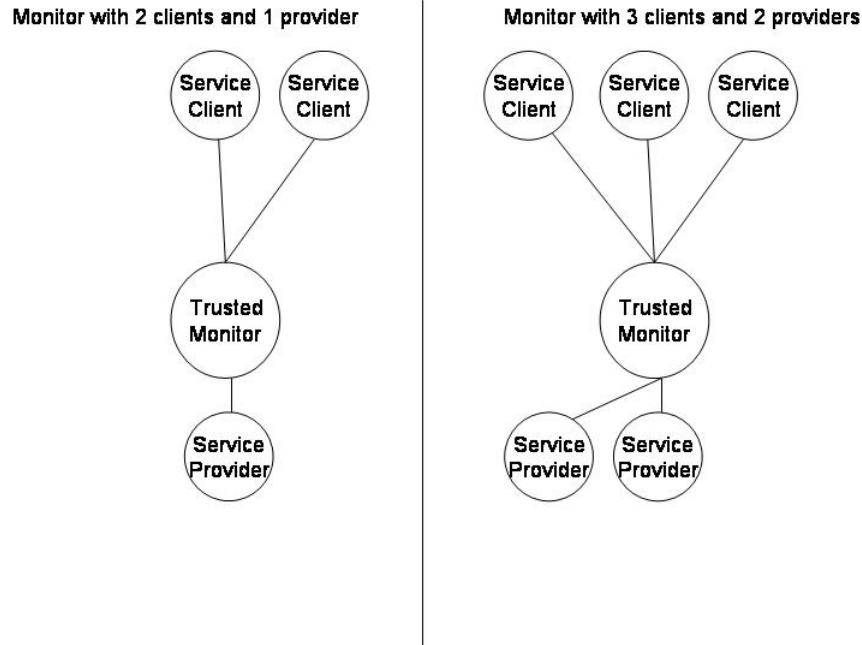 Monitor with 2 clients and 1 provider
Service
Client
Service
Client
Trusted
Monitor
Service
Provider
Monitor with 3 clients and 2 providers
Service
Client
Service
Client
Service
Client
Trusted
Monitor
Service
Provider
Service
Provider